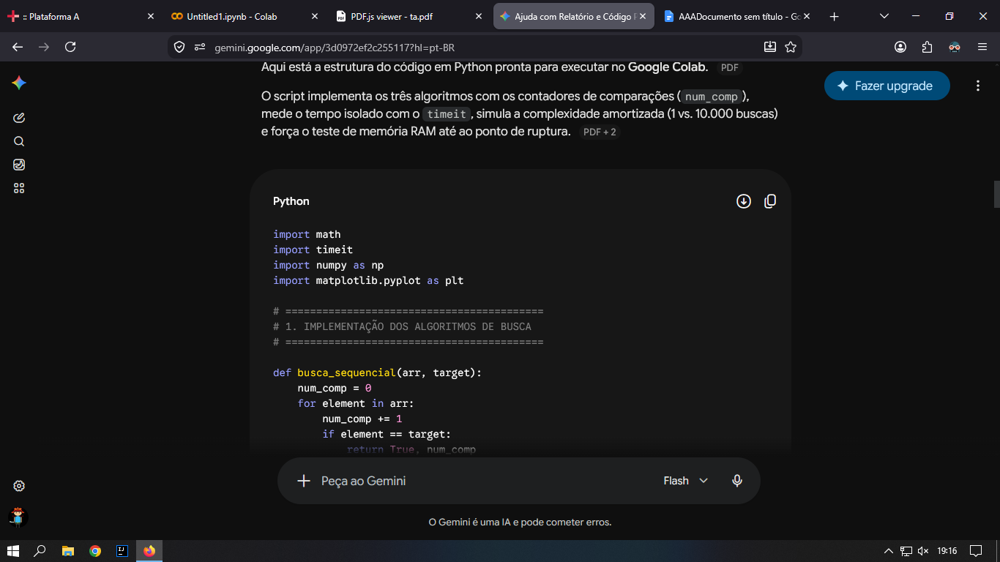 :: Plataforma A
Untitled1.ipynb - Colab
PDF.js viewer - ta.pdf
Ajuda com Relatório e Código P
AAADocumento sem título - Go
gemini.google.com/app/3d0972ef2c255117?hl=pt-BR
Aqui está a estrutura do código em Python pronta para executar no Google Colab. PDF
Fazer upgrade
O script implementa os três algoritmos com os contadores de comparações ( num_comp ),
mede o tempo isolado com o timeit , simula a complexidade amortizada (1 vs. 10.000 buscas)
e força o teste de memória RAM até ao ponto de ruptura. PDF + 2
Python
import math
import timeit
import numpy as np
import matplotlib.pyplot as plt
# ==========================================
# 1. IMPLEMENTAÇÃO DOS ALGORITMOS DE BUSCA
# ==========================================
def busca_sequencial(arr, target):
num_comp = 0
for element in arr:
num_comp += 1
if element == target:
return True, num_comp
Peça ao Gemini
Flash
O Gemini é uma IA e pode cometer erros.
IJ
19:16